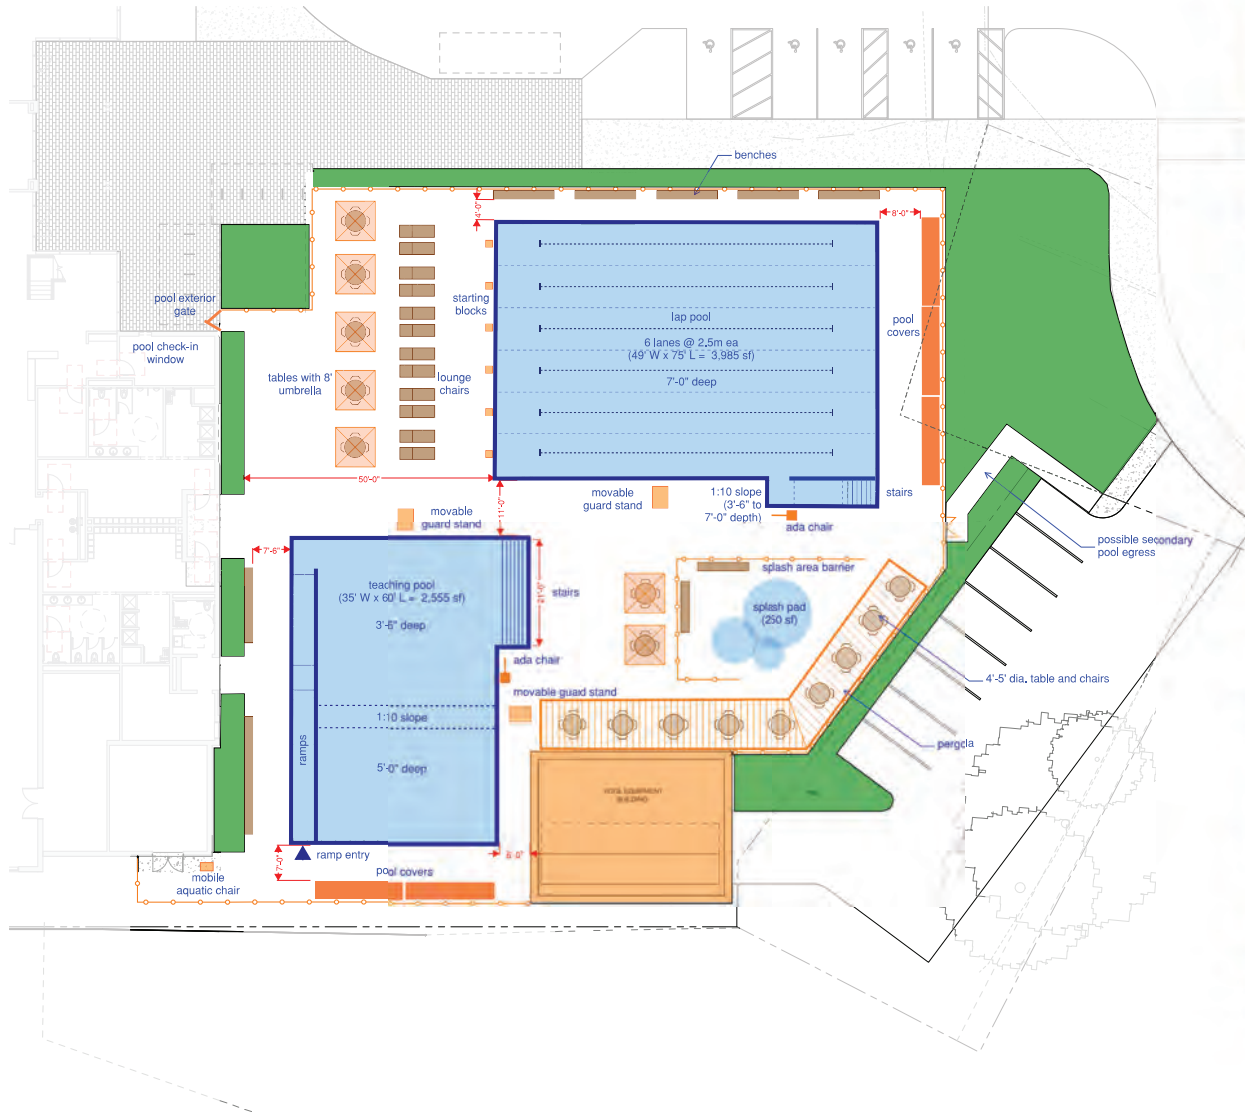 benches
4'-0"
8'-0"
pool exterior
gate
starting
blocks
lap pool
pool
covers
pool check-in
window
6 lanes @ 2.5m ea
(49' W x 75' L = 3,985 sf)
7'-0" deep
tables with 8'
umbrella
lounge
chairs
50'-0"
11'-0"
movable
guard stand
1:10 slope
(3'-6" to
7'-0" depth)
stairs
movable
guard stand
ada chair
possible secondary
pool egress
7'-6"
splash area barrier
teaching pool
(35' W x 60' L = 2,555 sf)
21'-0"
stairs
splash pad
(250 sf)
3'-6" deep
ada chair
4'-5' dia. table and chairs
movable guard stand
1:10 slope
pergola
ramps
5'-0" deep
POOL EQUIPMENT
BUILDING
ramp entry
7'-0"
8'-0"
pool covers
mobile
aquatic chair